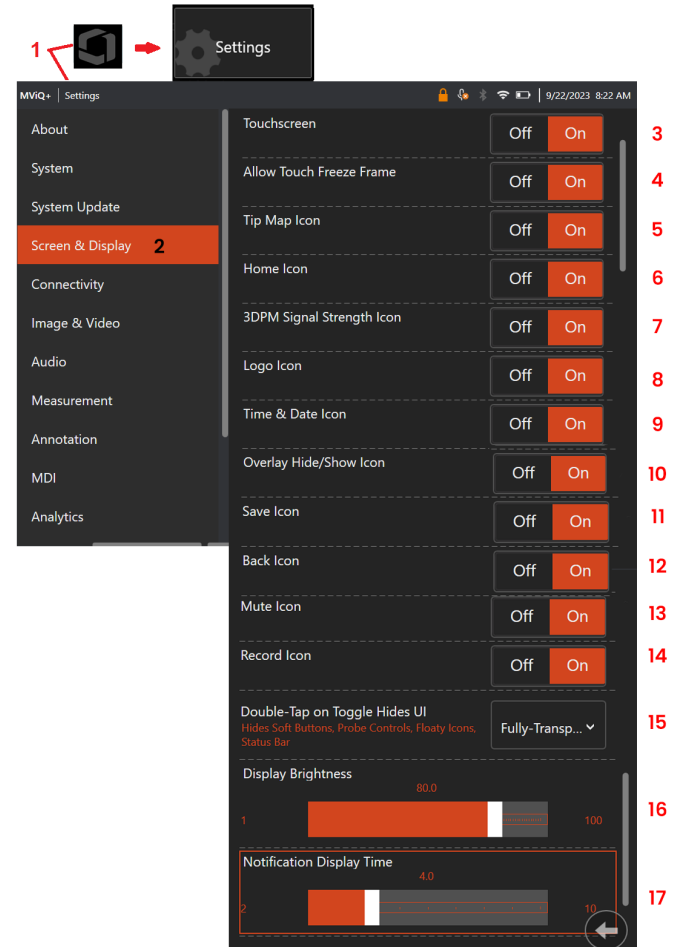 1
Settings
MViQ+ | Settings
9/22/2023 8:22 AM
About
System
System Update
Screen & Display 2
Connectivity
Image & Video
Audio
Measurement
Annotation
MDI
Analytics
Touchscreen Off On 3
Allow Touch Freeze Frame Off On 4
Tip Map Icon Off On 5
Home Icon Off On 6
3DPM Signal Strength Icon Off On 7
Logo Icon Off On 8
Time & Date Icon Off On 9
Overlay Hide/Show Icon Off On 10
Save Icon Off On 11
Back Icon Off On 12
Mute Icon Off On 13
Record Icon Off On 14
Double-Tap on Toggle Hides UI
Hides Soft Buttons, Probe Controls, Floaty Icons,
Status Bar
Fully-Transp... 15
Display Brightness
80.0
1 100 16
Notification Display Time
4.0
2 10 17